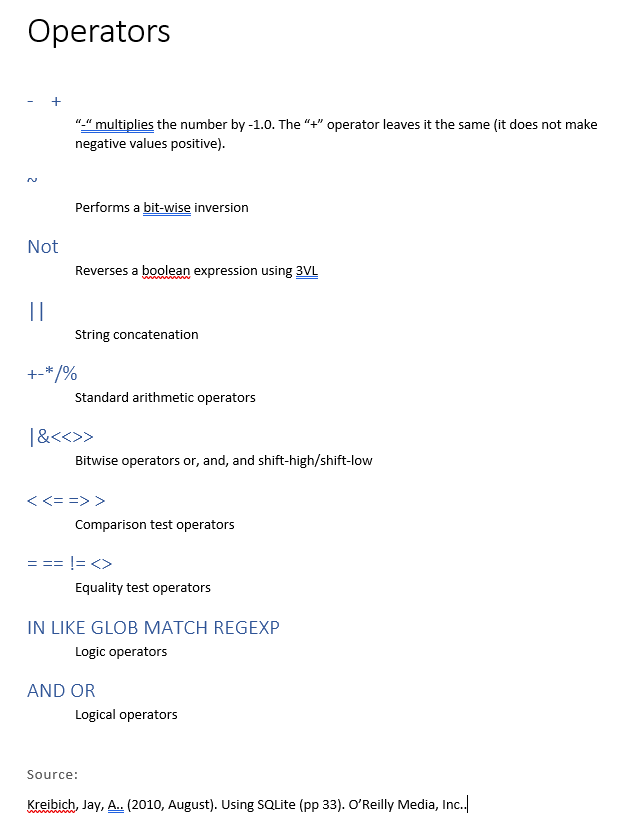 Operators
- +
“-“ multiplies the number by -1.0. The “+” operator leaves it the same (it does not make
negative values positive).
~
Performs a bit-wise inversion
Not
Reverses a boolean expression using 3VL
||
String concatenation
+-*/%
Standard arithmetic operators
|&<<>>
Bitwise operators or, and, and shift-high/shift-low
< <= => >
Comparison test operators
= == != <>
Equality test operators
IN LIKE GLOB MATCH REGEXP
Logic operators
AND OR
Logical operators
Source:
Kreibich, Jay, A.. (2010, August). Using SQLite (pp 33). O’Reilly Media, Inc..